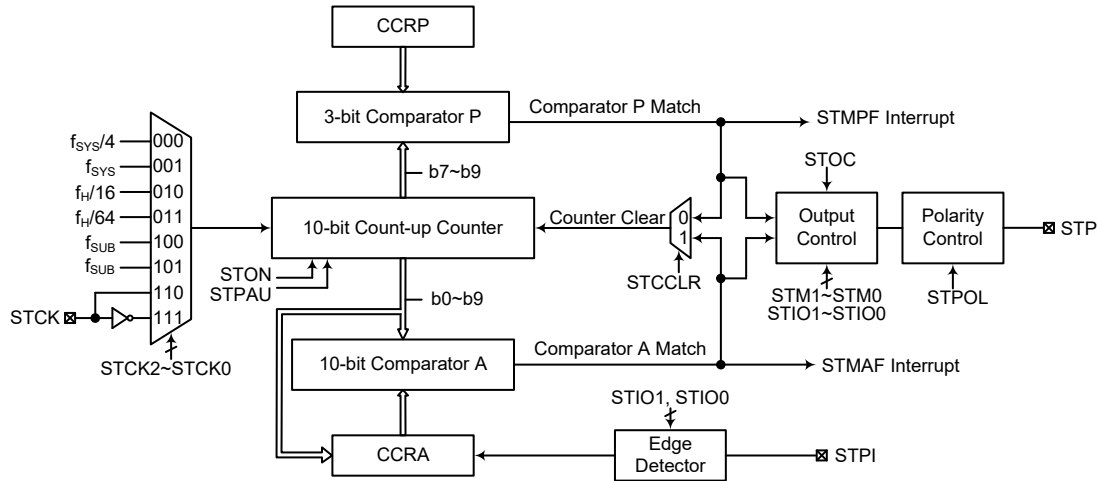 CCRP
3-bit Comparator P
Comparator P Match
STMPF Interrupt
b7~b9
fSYS/4
000
fSYS
001
fH/16
010
fH/64
011
fSUB
100
fSUB
101
110
111
STCK
STCK2~STCK0
10-bit Count-up Counter
STON
STPAU
Counter Clear
0
1
STCCLR
STOC
Output
Control
STM1~STM0
STIO1~STIO0
Polarity
Control
STPOL
STP
b0~b9
10-bit Comparator A
Comparator A Match
STMAF Interrupt
CCRA
STIO1, STIO0
Edge
Detector
STPI